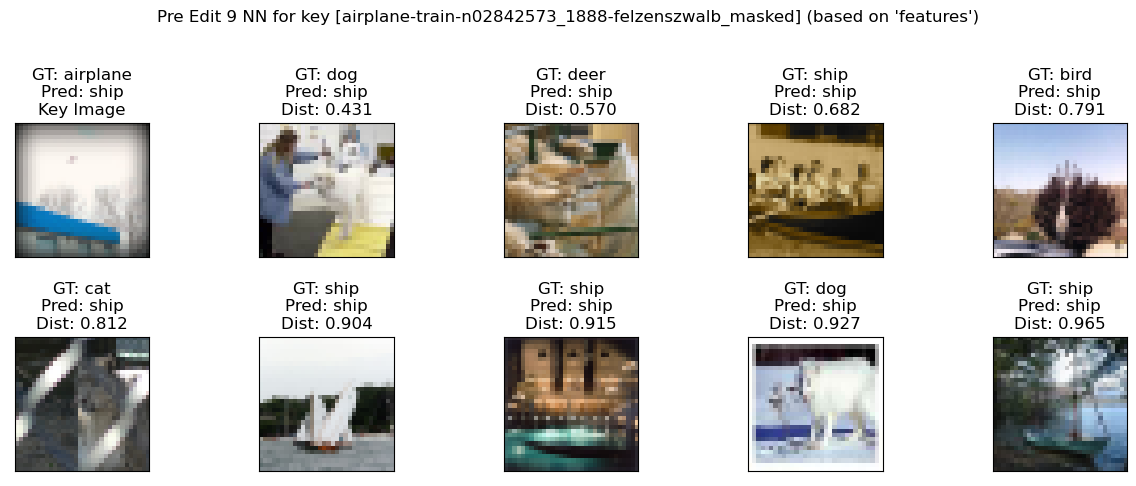 Pre Edit 9 NN for key [airplane-train-n02842573_1888-felzenszwalb_masked] (based on 'features')
GT: airplane
Pred: ship
Key Image
GT: dog
Pred: ship
Dist: 0.431
GT: deer
Pred: ship
Dist: 0.570
GT: ship
Pred: ship
Dist: 0.682
GT: bird
Pred: ship
Dist: 0.791
GT: cat
Pred: ship
Dist: 0.812
GT: ship
Pred: ship
Dist: 0.904
GT: ship
Pred: ship
Dist: 0.915
GT: dog
Pred: ship
Dist: 0.927
GT: ship
Pred: ship
Dist: 0.965